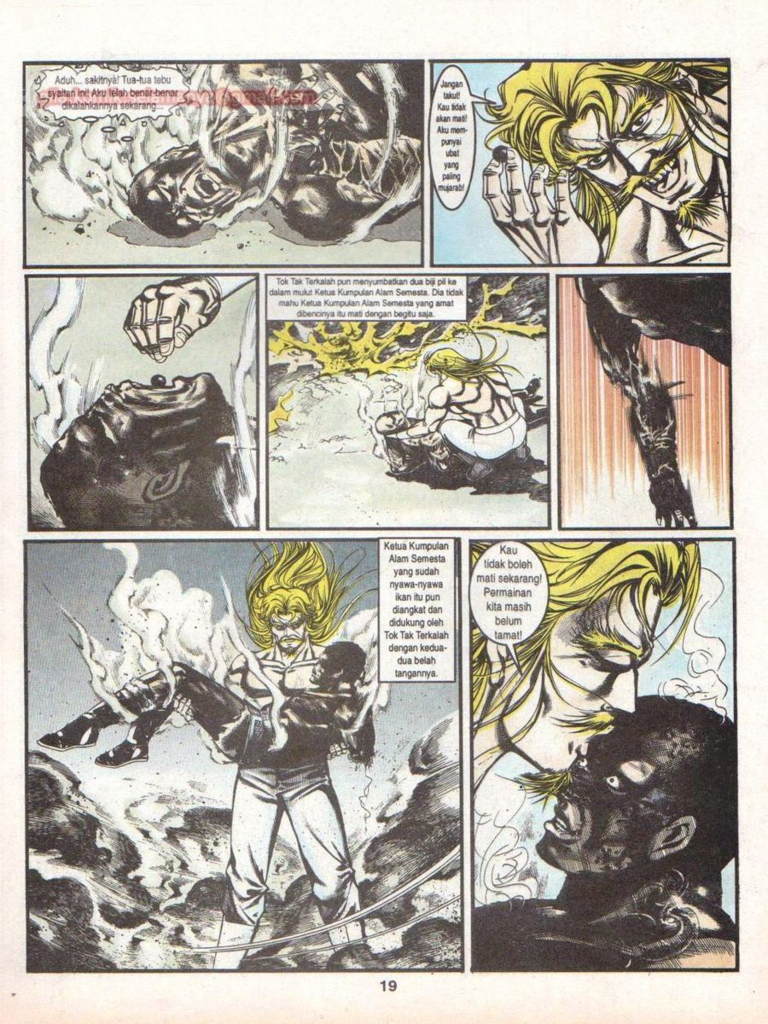 Aduh... sakitnya! Tua-tua tebu
syaitan ini! Aku telah benar-benar
dikalahkannya sekarang.
Jangan
takut!
Kau tidak
akan mati!
Aku mem-
punyai
ubat
yang
paling
mujarab!
Tok Tak Terkalah pun menyumbatkan dua biji pil ke
dalam mulut Ketua Kumpulan Alam Semesta. Dia tidak
mahu Ketua Kumpulan Alam Semesta yang amat
dibencinya itu mati dengan begitu saja.
Ketua Kumpulan
Alam Semesta
yang sudah
nyawa-nyawa
ikan itu pun
diangkat dan
didukung oleh
Tok Tak Terkalah
dengan kedua-
dua belah
tangannya.
Kau
tidak boleh
mati sekarang!
Permainan
kita masih
belum
tamat!
19